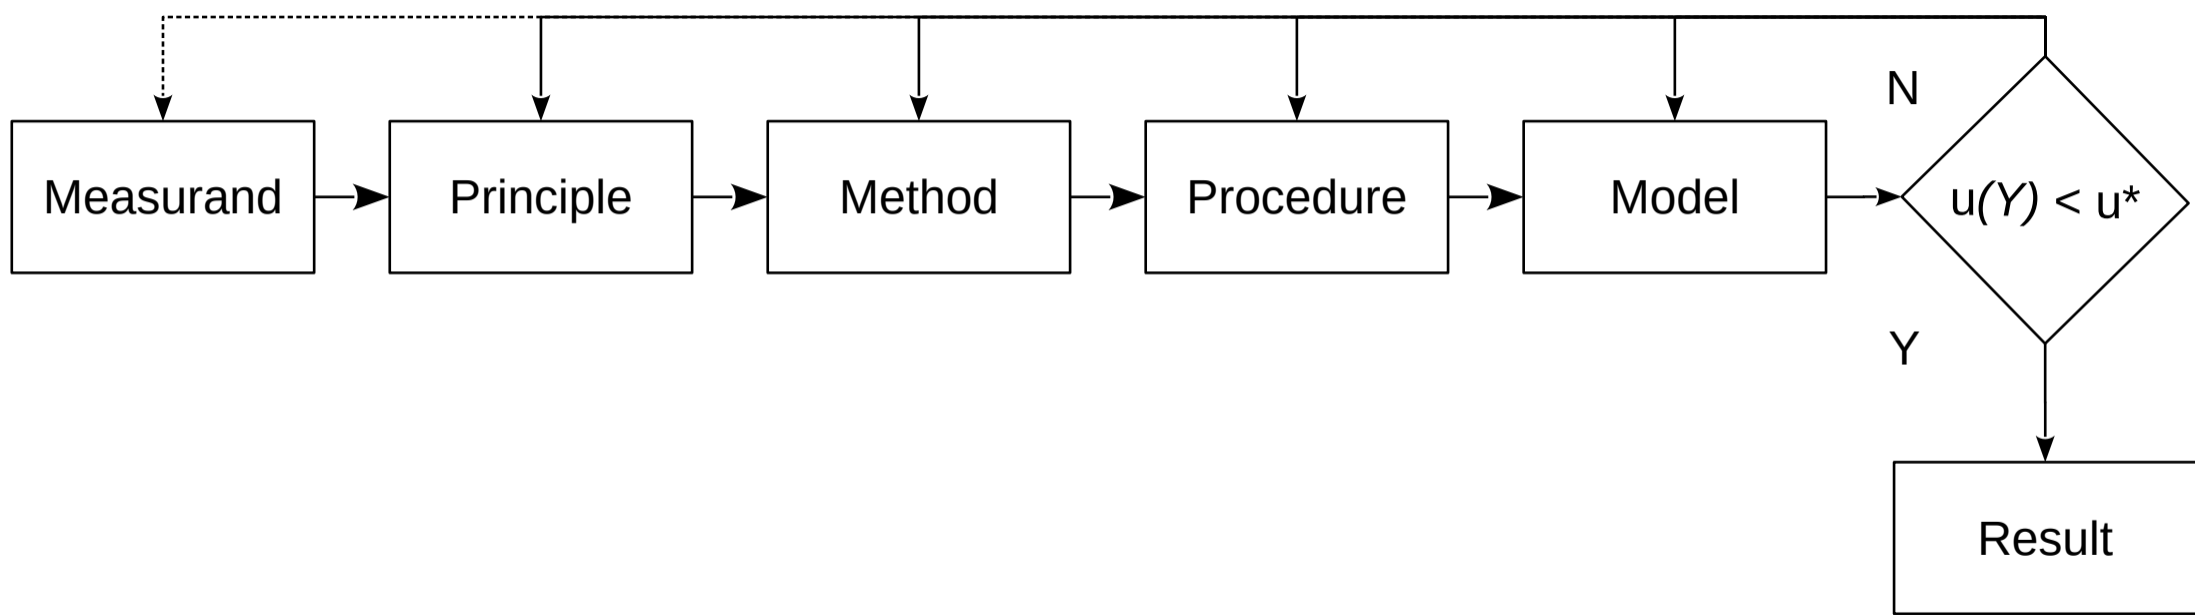 N
Measurand
Principle
Method
Procedure
Model
u(Y) < u*
Y
Result